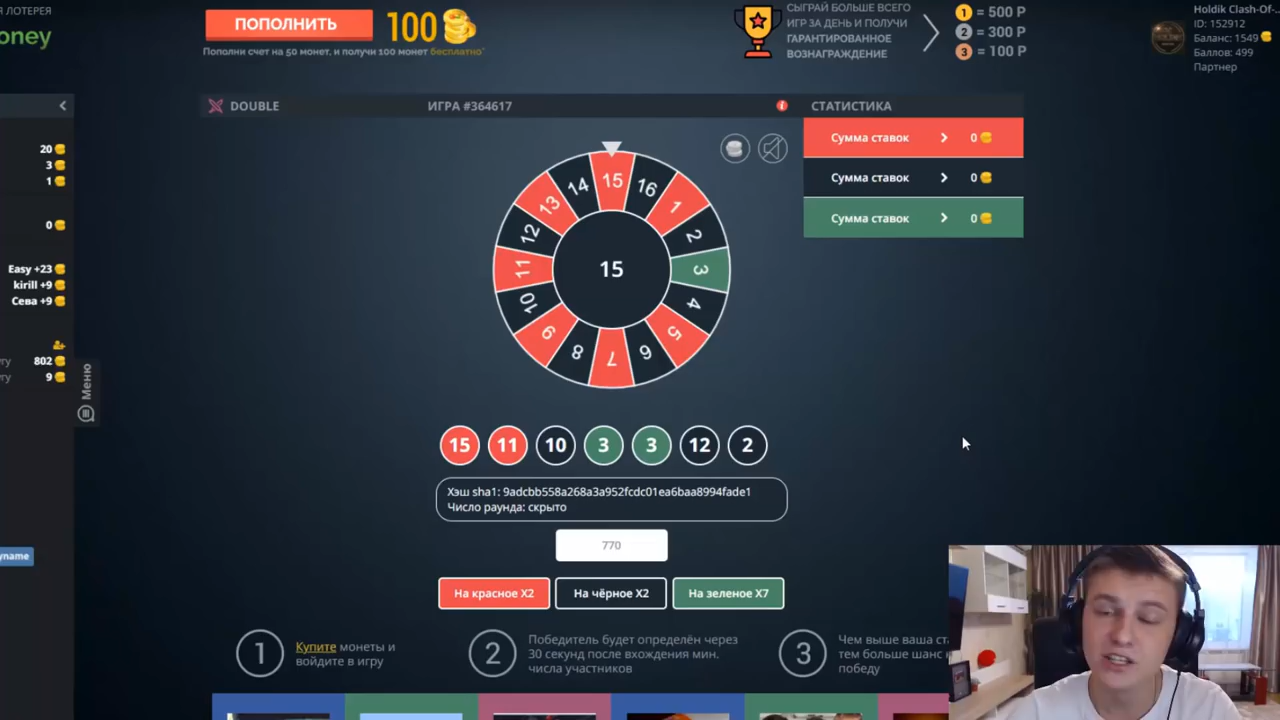 Я ЛОТЕРЕЯ
oney
ПОПОЛНИТЬ
100
Пополни счет на 50 монет, и получи 100 монет бесплатно*
СЫГРАЙ БОЛЬШЕ ВСЕГО
ИГР ЗА ДЕНЬ И ПОЛУЧИ
ГАРАНТИРОВАННОЕ
ВОЗНАГРАЖДЕНИЕ
1 = 500 Р
2 = 300 Р
3 = 100 Р
Holdik Clash-Of-..
ID: 152912
Баланс: 1549
Баллов: 499
Партнер
20
3
1
0
Easy +23
kirill +9
Сева +9
гу 802
гу 9
Меню
yname
DOUBLE
ИГРА #364617
СТАТИСТИКА
Сумма ставок > 0
Сумма ставок > 0
Сумма ставок > 0
15
16
1
2
3
4
5
6
7
8
9
10
11
12
13
14
15
15 11 10 3 3 12 2
Хэш sha1: 9adcbb558a268a3a952fcdc01ea6baa8994fade1
Число раунда: скрыто
770
На красное X2
На чёрное X2
На зеленое X7
1
Купите монеты и
войдите в игру
2
Победитель будет определён через
30 секунд после вхождения мин.
числа участников
3
Чем выше ваша ста
тем больше шанс
победу